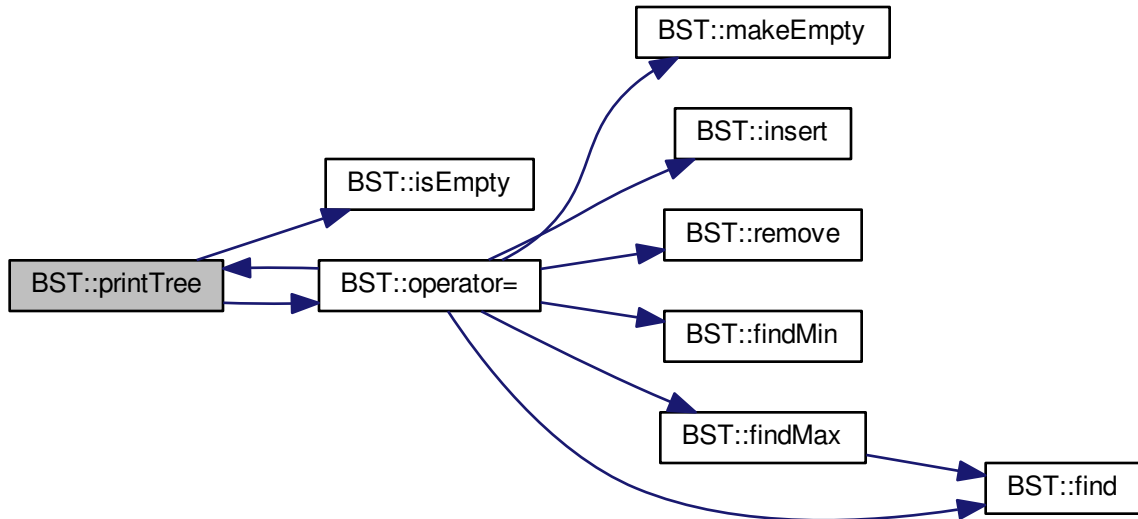 BST::makeEmpty
BST::insert
BST::isEmpty
BST::remove
BST::printTree
BST::operator=
BST::findMin
BST::findMax
BST::find